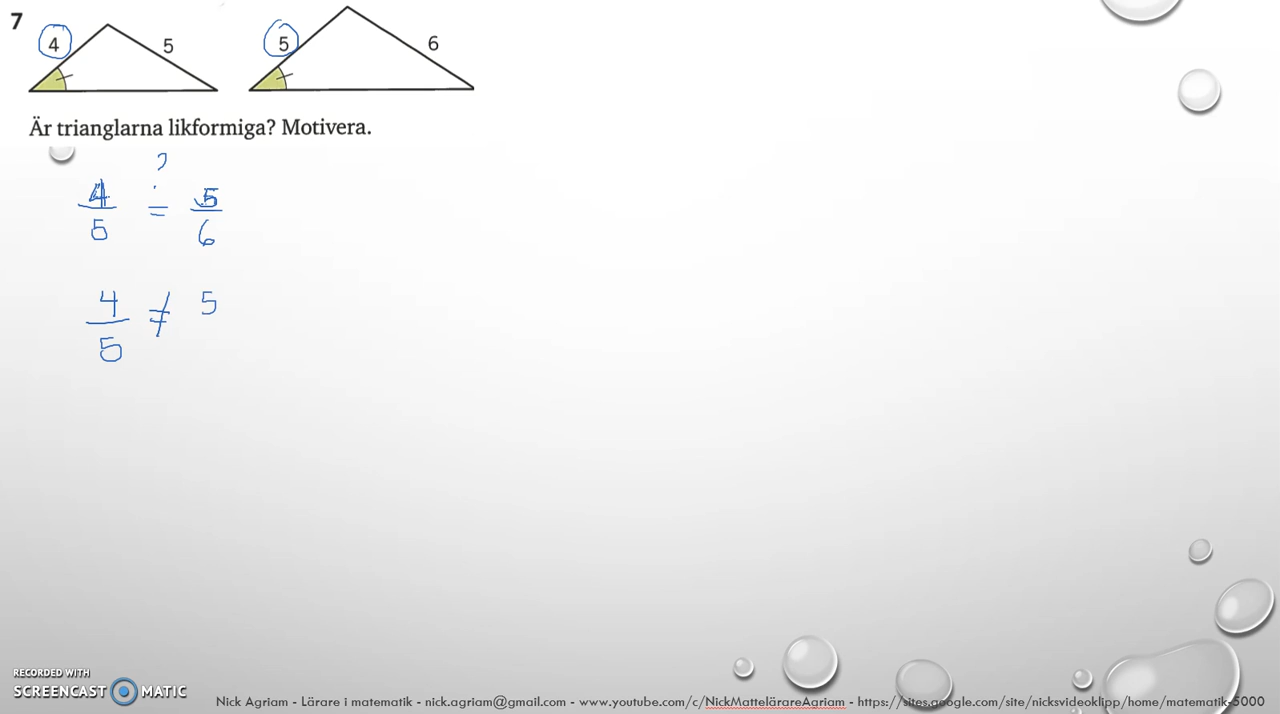 7
4 5 5 6
Är trianglarna likformiga? Motivera.
?
4/5 = 5/6
4/5 ≠ 5
RECORDED WITH
SCREENCAST MATIC
Nick Agriam - Lärare i matematik - nick.agriam@gmail.com - www.youtube.com/c/NickMattelärareAgriam - https://sites.google.com/site/nicksvideoklipp/home/matematik-5000